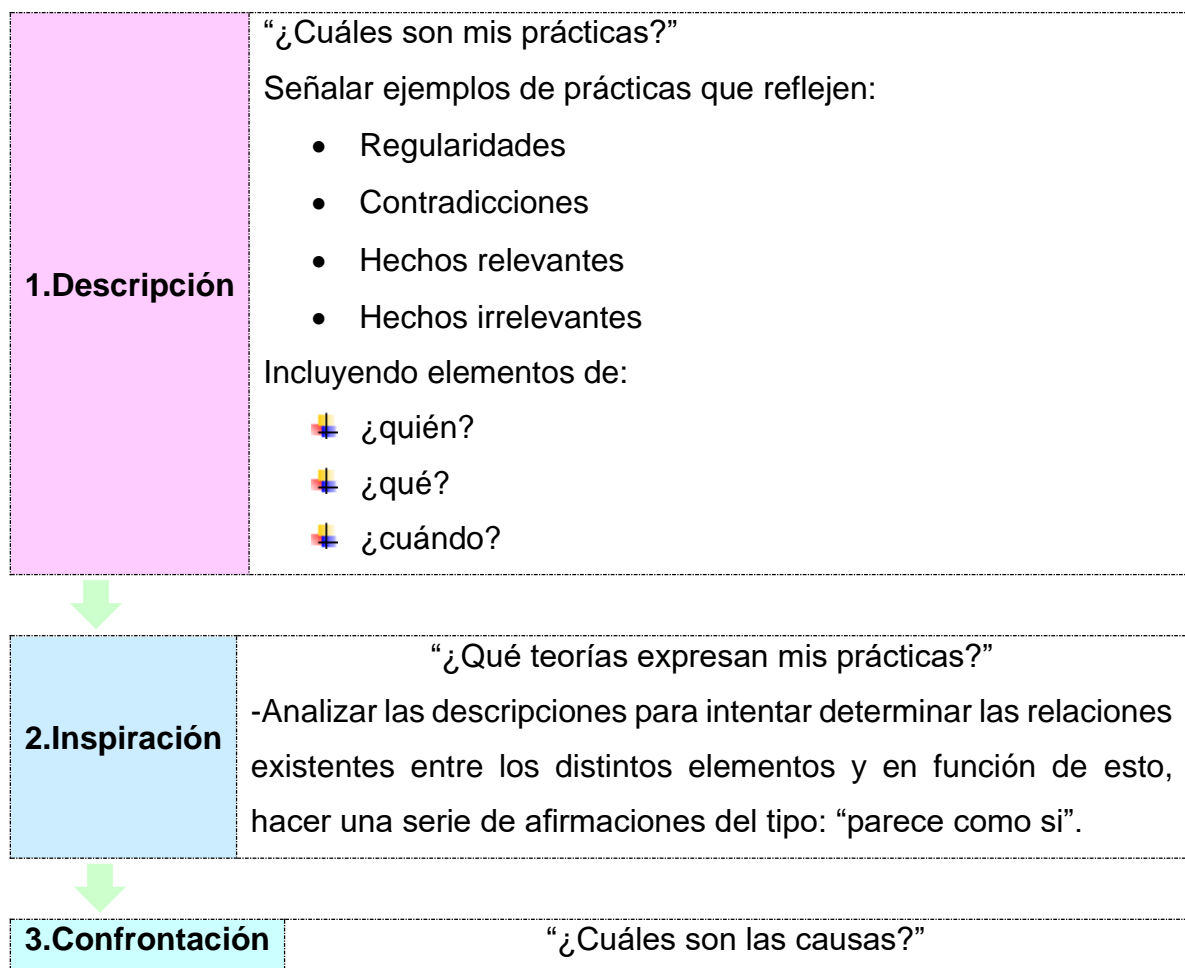 “¿Cuáles son mis prácticas?”
Señalar ejemplos de prácticas que reflejen:
• Regularidades
• Contradicciones
• Hechos relevantes
• Hechos irrelevantes
1.Descripción
Incluyendo elementos de:
¿quién?
¿qué?
¿cuándo?
“¿Qué teorías expresan mis prácticas?”
2.Inspiración
-Analizar las descripciones para intentar determinar las relaciones
existentes entre los distintos elementos y en función de esto,
hacer una serie de afirmaciones del tipo: “parece como si”.
3.Confrontación
“¿Cuáles son las causas?”